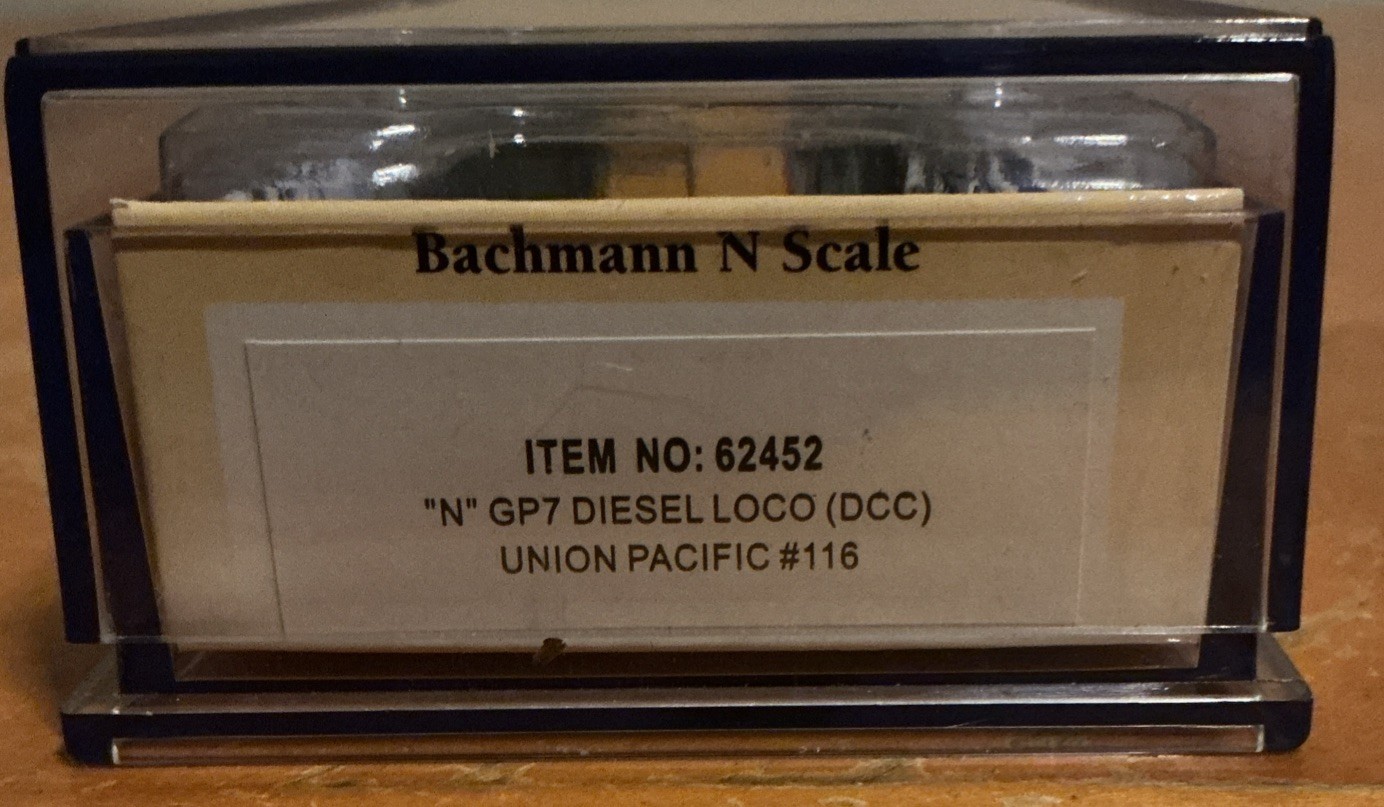 Bachmann N Scale
ITEM NO: 62452
"N" GP7 DIESEL LOCO (DCC)
UNION PACIFIC #116